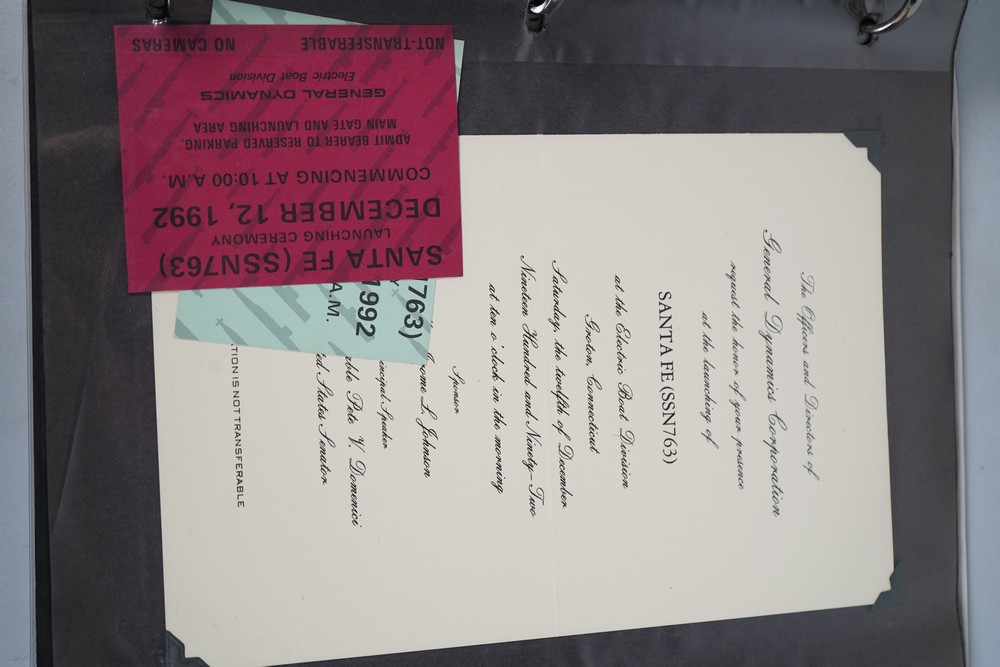 The Officers and Directors of
General Dynamics Corporation
request the honor of your presence
at the launching of
SANTA FE (SSN763)
at the Electric Boat Division
Groton, Connecticut
Saturday, the twelfth of December
Nineteen Hundred and Ninety-Two
at ten o'clock in the morning
Sponsor
L. Johnson
Speaker
Pete V. Domenici
States Senator
IS NOT TRANSFERABLE
SANTA FE (SSN763)
LAUNCHING CEREMONY
DECEMBER 12, 1992
COMMENCING AT 10:00 A.M.
ADMIT BEARER TO RESERVED PARKING,
MAIN GATE AND LAUNCHING AREA
GENERAL DYNAMICS
Electric Boat Division
NOT-TRANSFERABLE NO CAMERAS
763)
1992
A.M.